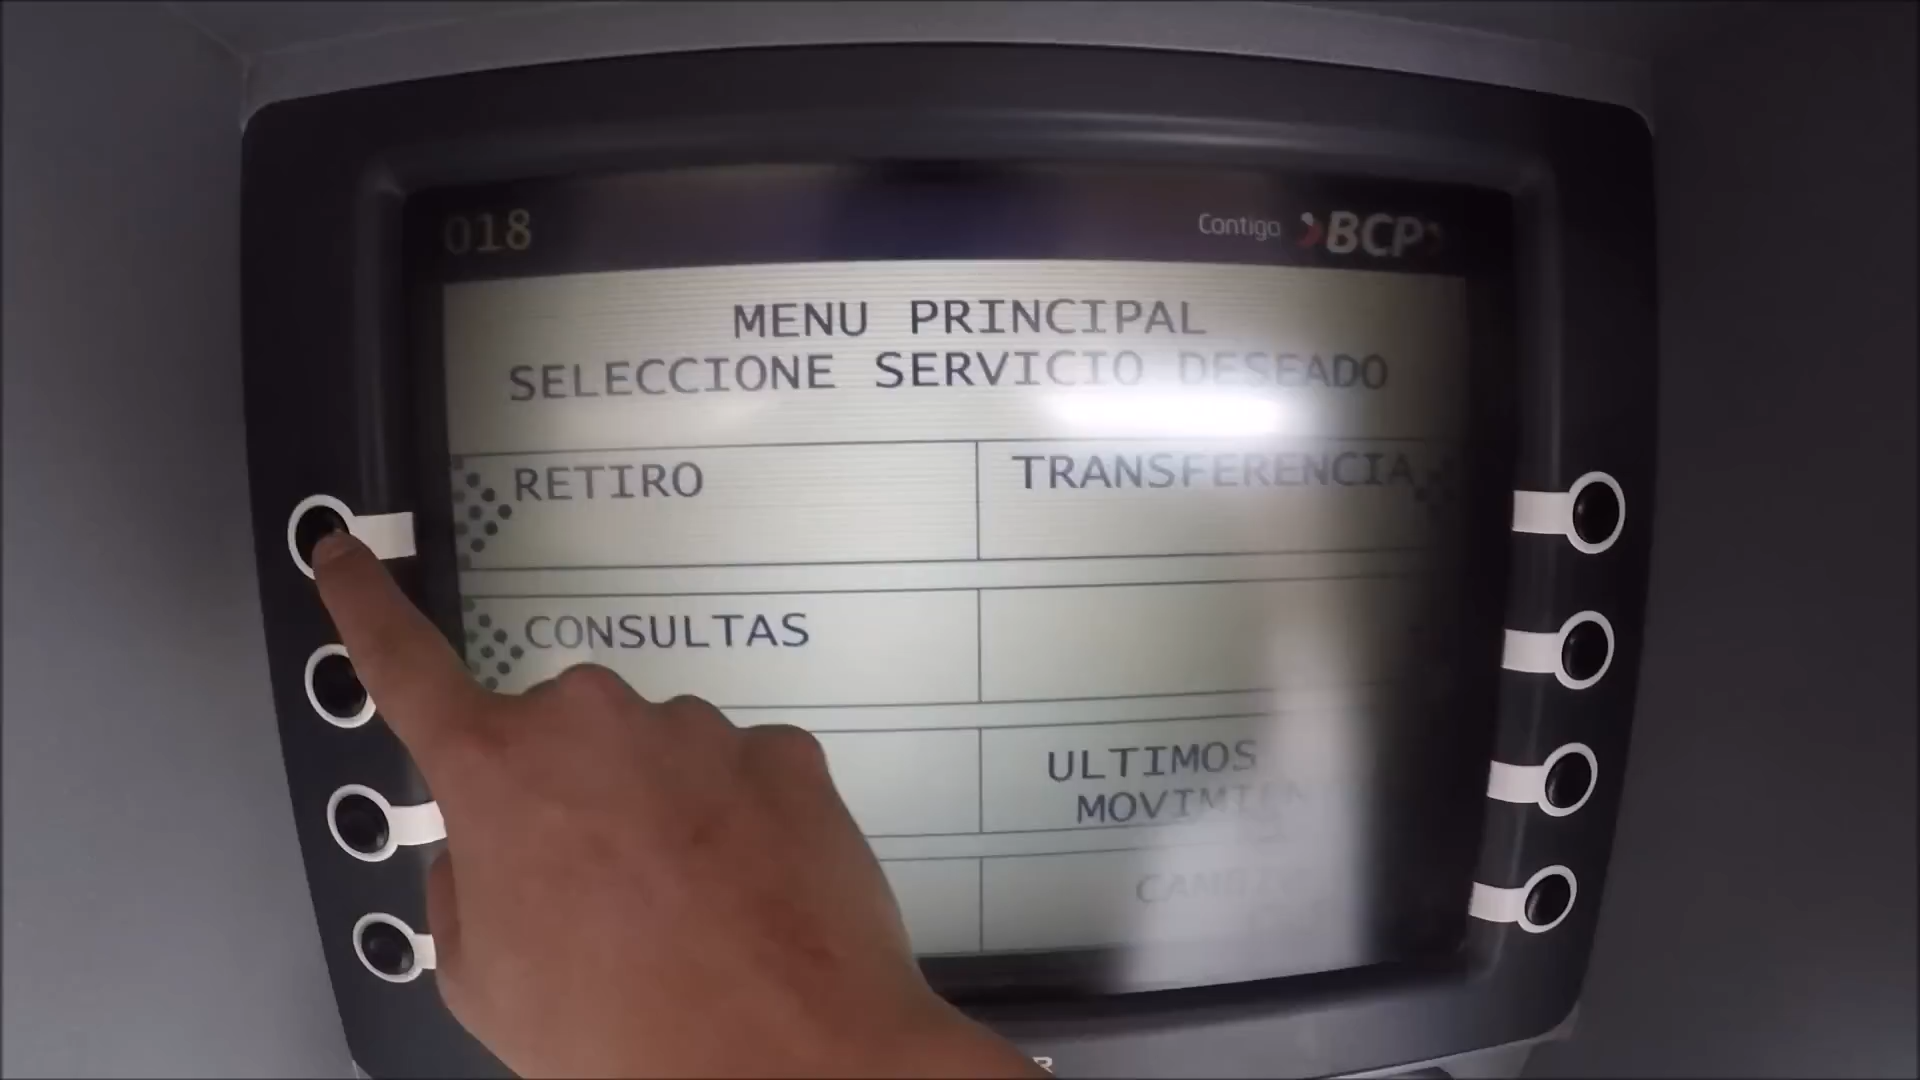 018
Contigo BCP
MENU PRINCIPAL
SELECCIONE SERVICIO DESEADO
RETIRO
TRANSFERENCIA
CONSULTAS
ULTIMOS